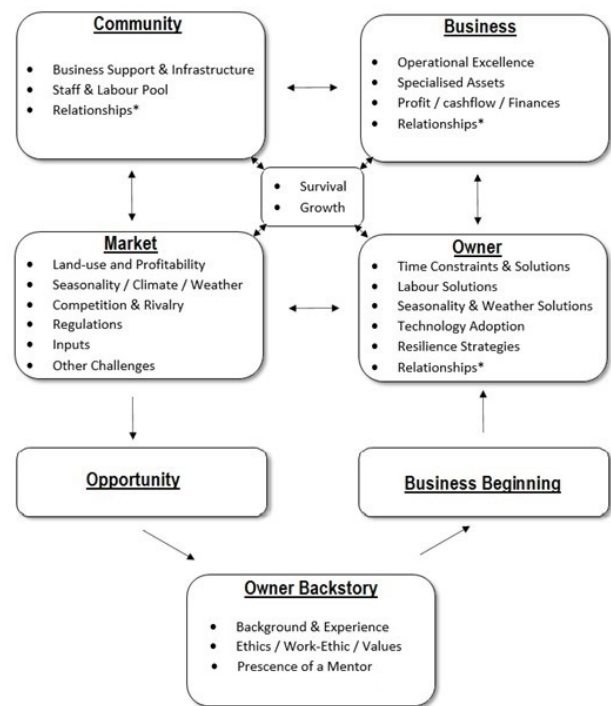 Community
• Business Support & Infrastructure
• Staff & Labour Pool
• Relationships*
Business
• Operational Excellence
• Specialised Assets
• Profit / cashflow / Finances
• Relationships*
• Survival
• Growth
Market
• Land-use and Profitability
• Seasonality / Climate / Weather
• Competition & Rivalry
• Regulations
• Inputs
• Other Challenges
Owner
• Time Constraints & Solutions
• Labour Solutions
• Seasonality & Weather Solutions
• Technology Adoption
• Resilience Strategies
• Relationships*
Opportunity
Business Beginning
Owner Backstory
• Background & Experience
• Ethics / Work-Ethic / Values
• Prescence of a Mentor